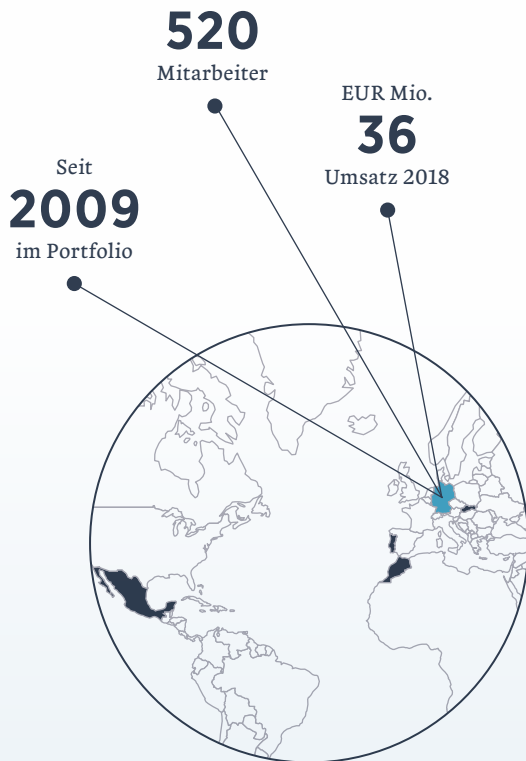 520
Mitarbeiter
EUR Mio.
36
Umsatz 2018
Seit
2009
im Portfolio